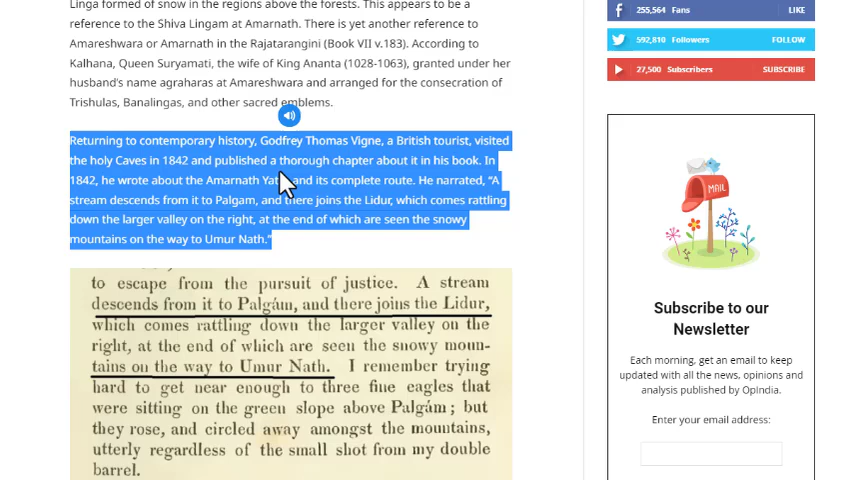 Linga formed of snow in the regions above the forests. This appears to be a
reference to the Shiva Lingam at Amarnath. There is yet another reference to
Amareshwara or Amarnath in the Rajatarangini (Book VII v.183). According to
Kalhana, Queen Suryamati, the wife of King Ananta (1028-1063), granted under her
husband's name agraharas at Amareshwara and arranged for the consecration of
Trishulas, Banalingas, and other sacred emblems.
Returning to contemporary history, Godfrey Thomas Vigne, a British tourist, visited
the holy Caves in 1842 and published a thorough chapter about it in his book. In
1842, he wrote about the Amarnath and its complete route. He narrated, “A
stream descends from it to Palgam, and there joins the Lidur, which comes rattling
down the larger valley on the right, at the end of which are seen the snowy
mountains on the way to Umur Nath.”
to escape from the pursuit of justice. A stream
descends from it to Palgám, and there joins the Lidur,
which comes rattling down the larger valley on the
right, at the end of which are seen the snowy moun-
tains on the way to Umur Nath. I remember trying
hard to get near enough to three fine eagles that
were sitting on the green slope above Palgám; but
they rose, and circled away amongst the mountains,
utterly regardless of the small shot from my double
barrel.
255,564 Fans LIKE
592,810 Followers FOLLOW
27,500 Subscribers SUBSCRIBE
MAIL
Subscribe to our
Newsletter
Each morning, get an email to keep
updated with all the news, opinions and
analysis published by OpIndia.
Enter your email address: